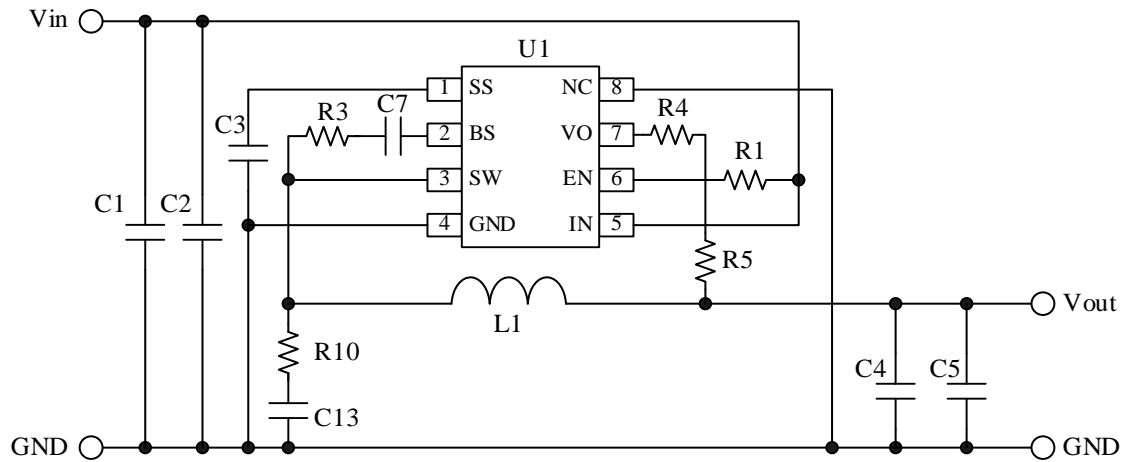 Vin
U1
1 SS NC 8
R3 C7 2 BS VO 7 R4
C3
3 SW EN 6 R1
C1 C2
4 GND IN 5
R5
L1
Vout
R10
C4 C5
C13
GND GND